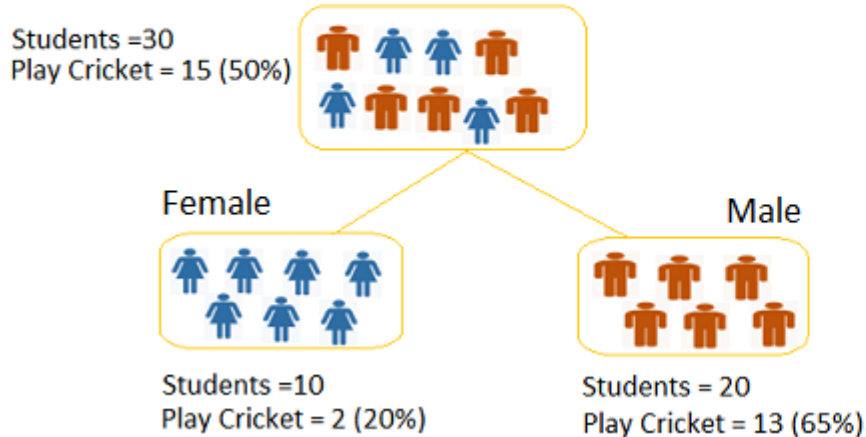 Students =30
Play Cricket = 15 (50%)
Female
Male
Students =10
Play Cricket = 2 (20%)
Students = 20
Play Cricket = 13 (65%)